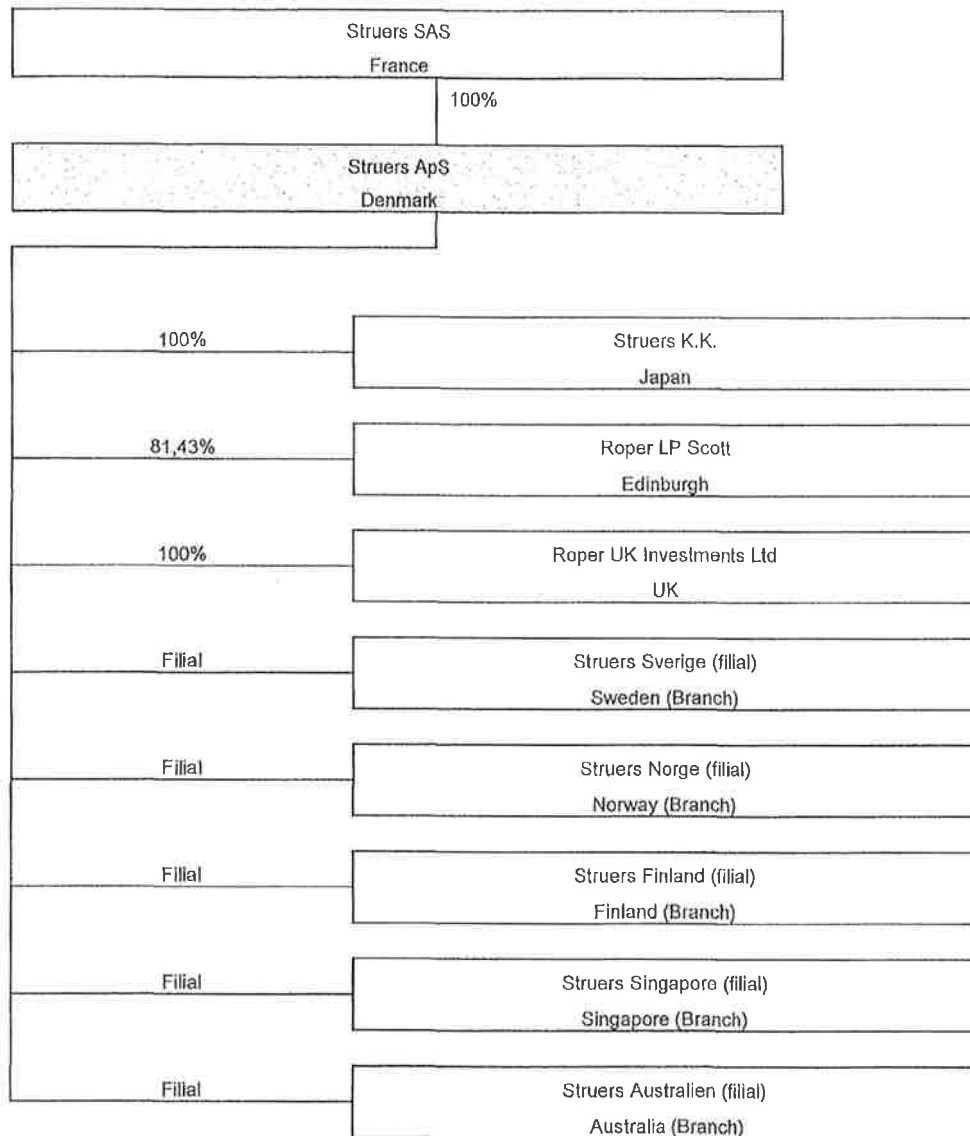 Struers SAS
France
100%
Struers ApS
Denmark
100%
Struers K.K.
Japan
81,43%
Roper LP Scott
Edinburgh
100%
Roper UK Investments Ltd
UK
Filial
Struers Sverige (filial)
Sweden (Branch)
Filial
Struers Norge (filial)
Norway (Branch)
Filial
Struers Finland (filial)
Finland (Branch)
Filial
Struers Singapore (filial)
Singapore (Branch)
Filial
Struers Australien (filial)
Australia (Branch)